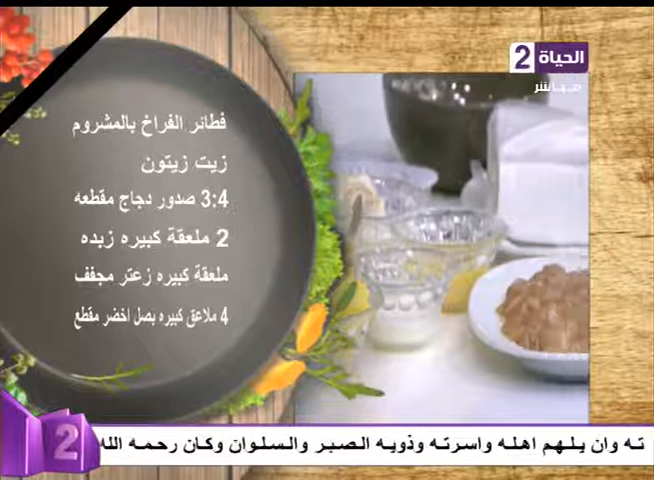 الحياة 2
مباشر
فطائر الفراخ بالمشروم
زيت زيتون
3:4 صدور دجاج مقطعه
2 ملعقة كبيره زبده
ملعقة كبيره زعتر مجفف
4 ملاعق كبيره بصل اخضر مقطع
2
ته وان يلهم اهله واسرته وذويه الصبر والسلوان وكان رحمه الله